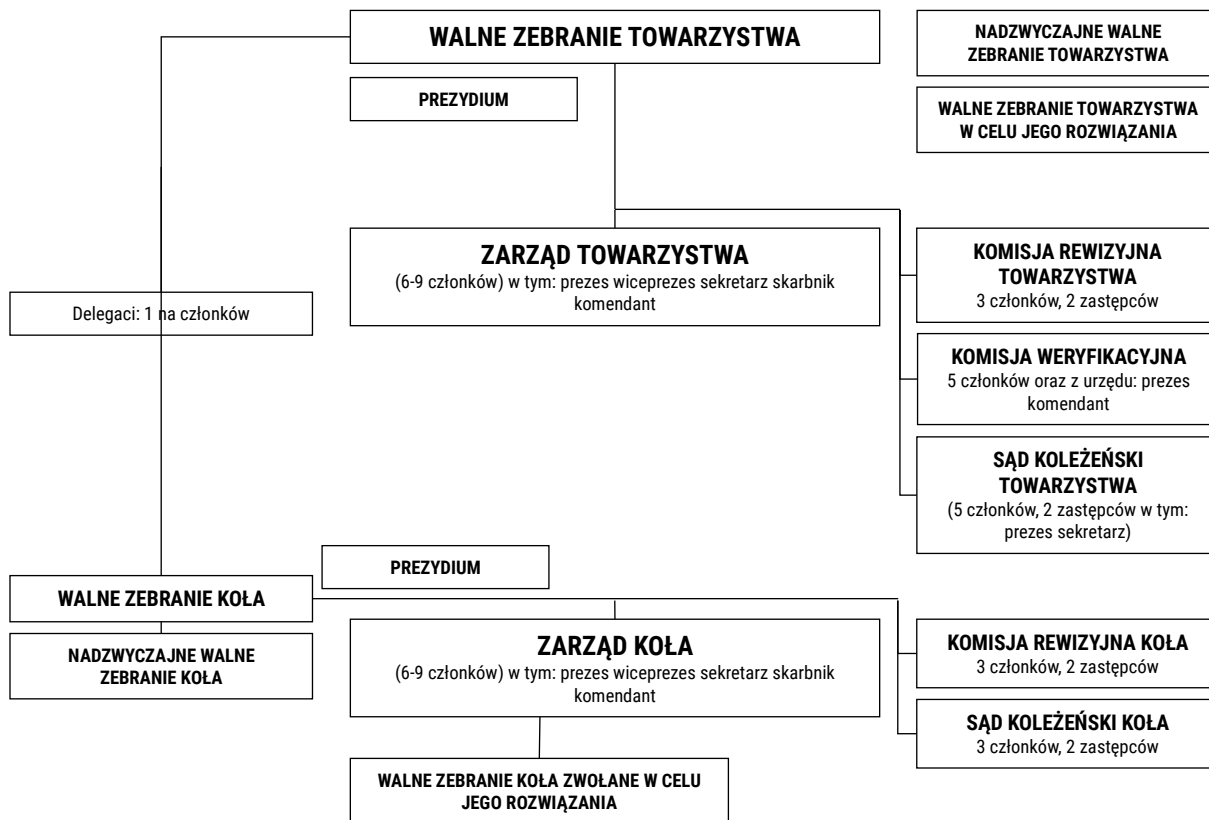 WALNE ZEBRANIE TOWARZYSTWA
NADZWYCZAJNE WALNE
ZEBRANIE TOWARZYSTWA
PREZYDIUM
WALNE ZEBRANIE TOWARZYSTWA
W CELU JEGO ROZWIĄZANIA
ZARZĄD TOWARZYSTWA
(6-9 członków) w tym: prezes wiceprezes sekretarz skarbnik
komendant
KOMISJA REWIZYJNA
TOWARZYSTWA
3 członków, 2 zastępców
Delegaci: 1 na członków
KOMISJA WERYFIKACYJNA
5 członków oraz z urzędu: prezes
komendant
SĄD KOLEŻEŃSKI
TOWARZYSTWA
(5 członków, 2 zastępców w tym:
prezes sekretarz)
PREZYDIUM
WALNE ZEBRANIE KOŁA
NADZWYCZAJNE WALNE
ZEBRANIE KOŁA
ZARZĄD KOŁA
(6-9 członków) w tym: prezes wiceprezes sekretarz skarbnik
komendant
KOMISJA REWIZYJNA KOŁA
3 członków, 2 zastępców
SĄD KOLEŻEŃSKI KOŁA
3 członków, 2 zastępców
WALNE ZEBRANIE KOŁA ZWOŁANE W CELU
JEGO ROZWIĄZANIA